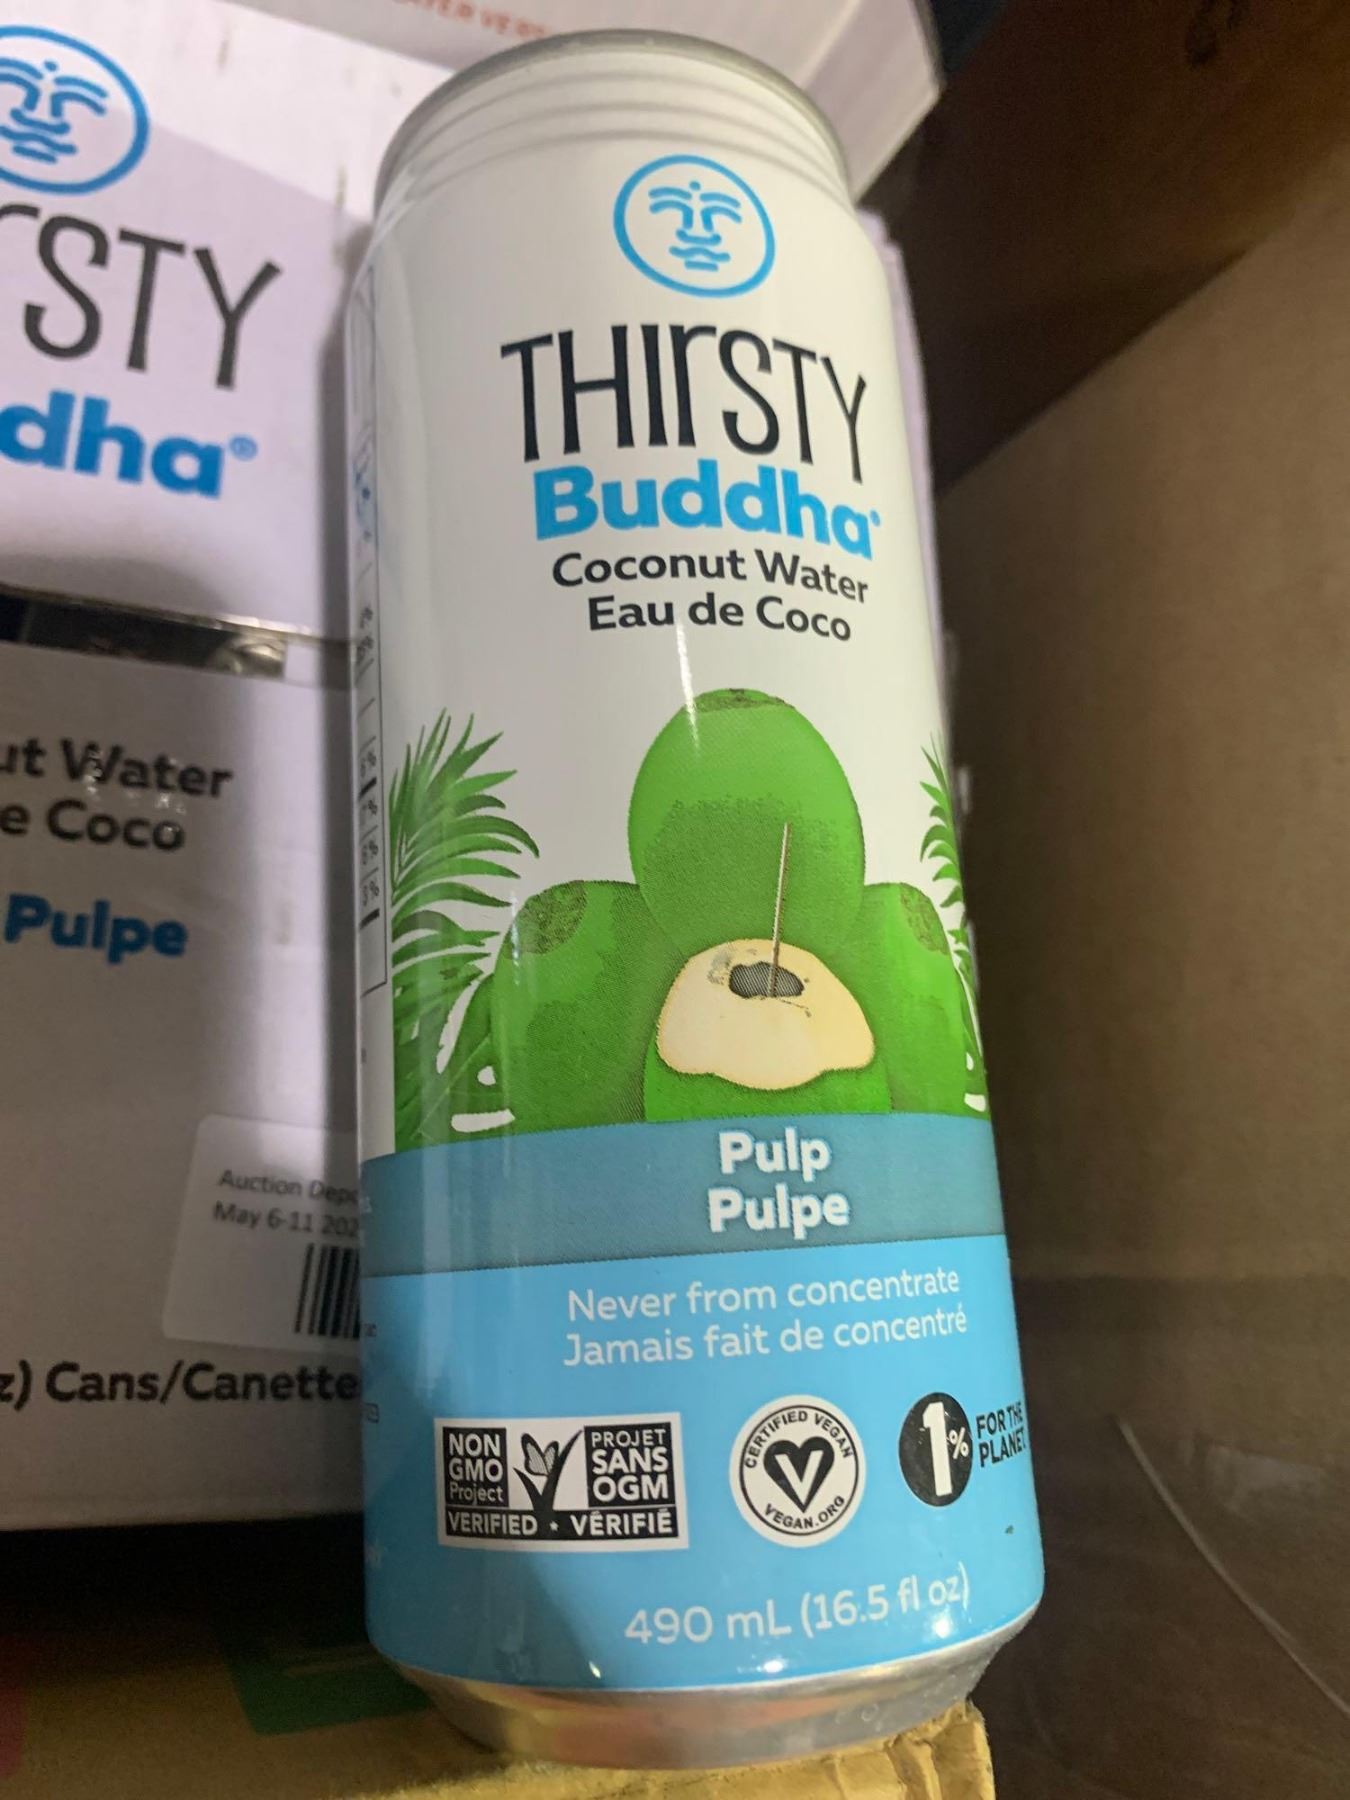 THIrSTY
Buddha
Coconut Water
Eau de Coco
Pulp
Pulpe
Never from concentrate
Jamais fait de concentré
NON
GMO
Project
PROJET
SANS
OGM
VERIFIED • VÉRIFIÉ
CERTIFIED VEGAN
VEGAN.ORG
1%
FOR THE
PLANET
490 mL (16.5 fl oz)
STY
dha®
Water
e Coco
Pulpe
Auction
May 6-11
Cans/Canette